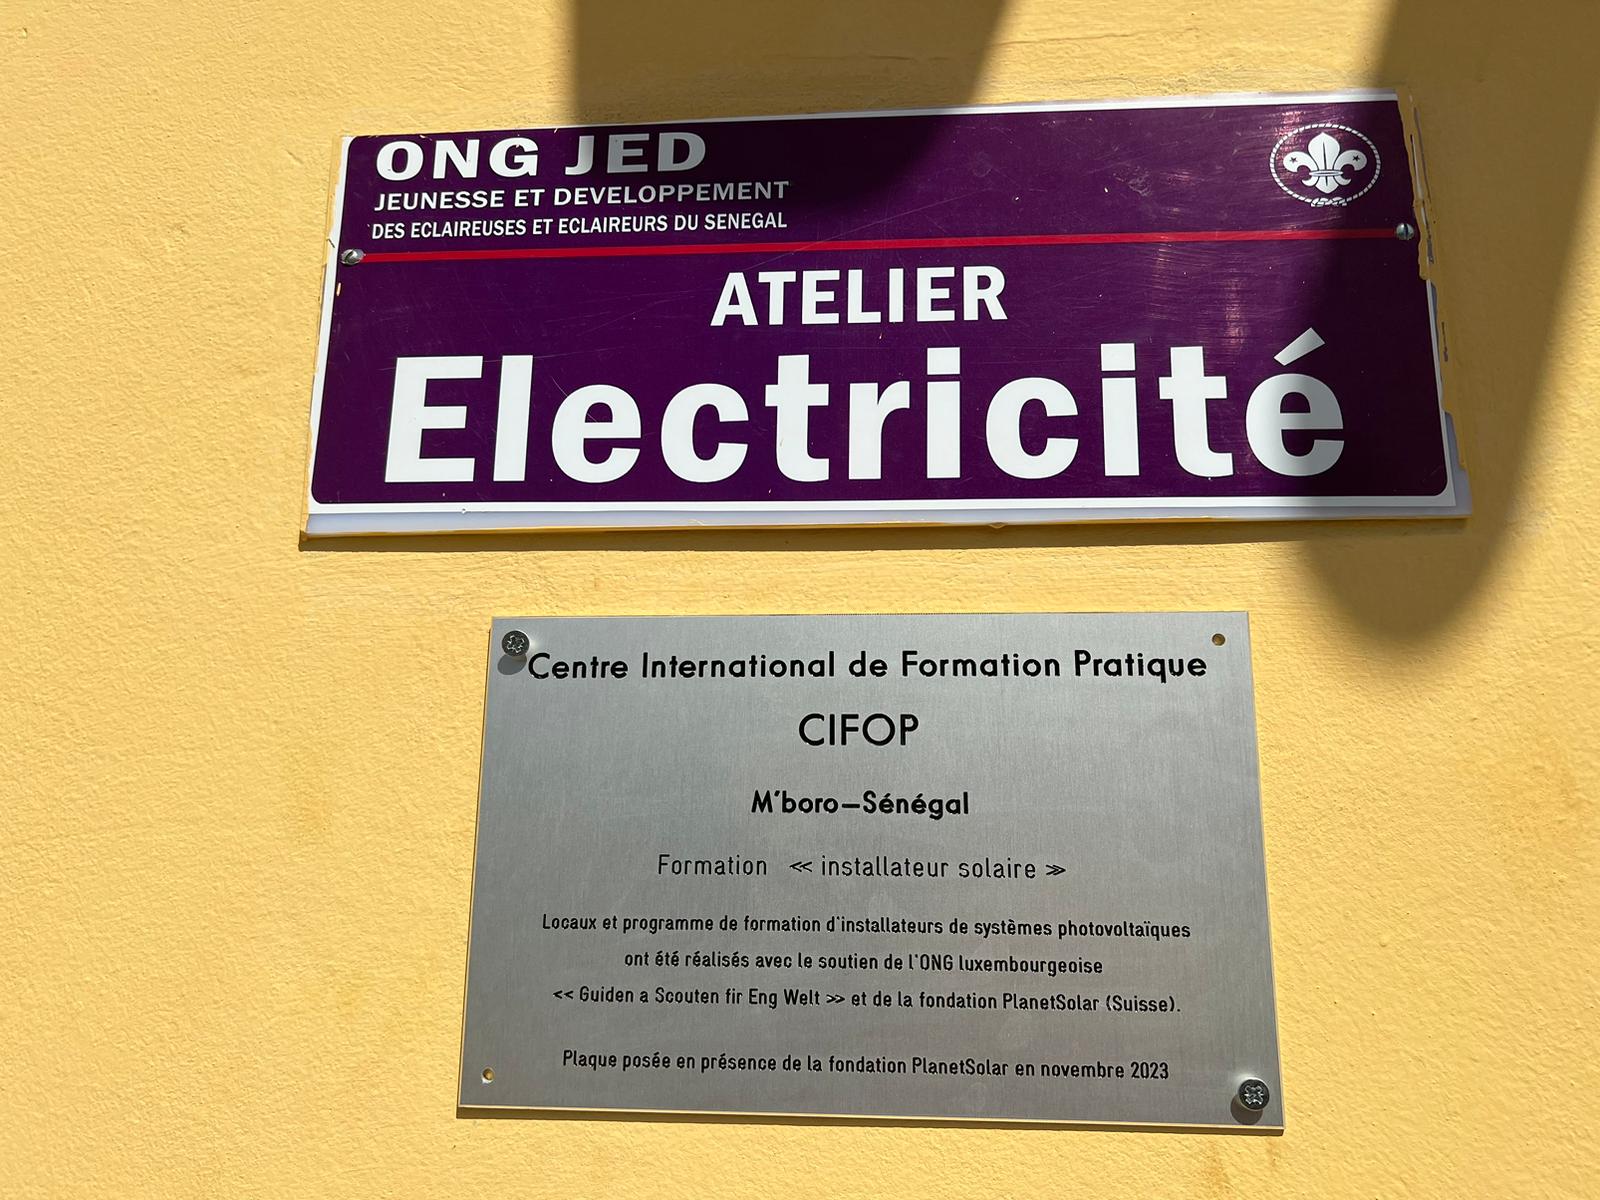 ONG JED
JEUNESSE ET DEVELOPPEMENT
DES ECLAIREUSES ET ECLAIREURS DU SENEGAL
ATELIER
Electricité
Centre International de Formation Pratique
CIFOP
M'boro–Sénégal
Formation « installateur solaire »
Locaux et programme de formation d'installateurs de systèmes photovoltaïques
ont été réalisés avec le soutien de l'ONG luxembourgeoise
« Guiden a Scouten fir Eng Welt » et de la fondation PlanetSolar (Suisse).
Plaque posée en présence de la fondation PlanetSolar en novembre 2023